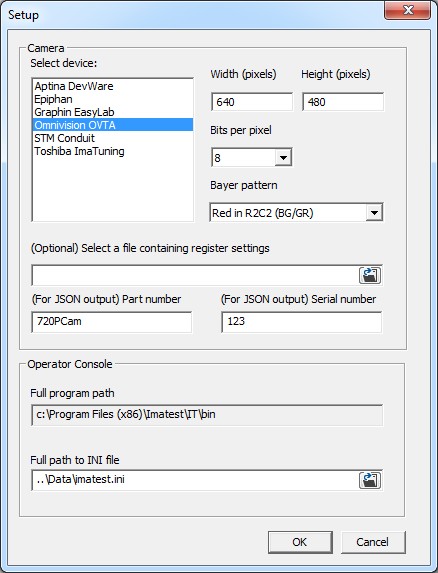 Setup
Camera
Select device:
Width (pixels) Height (pixels)
Aptina DevWare
Epiphan
Graphin EasyLab
Omnivision OVTA
STM Conduit
Toshiba ImaTuning
640 480
Bits per pixel
8
Bayer pattern
Red in R2C2 (BG/GR)
(Optional) Select a file containing register settings
(For JSON output) Part number (For JSON output) Serial number
720PCam 123
Operator Console
Full program path
c:\Program Files (x86)\Imatest\IT\bin
Full path to INI file
..\Data\imatest.ini
OK Cancel